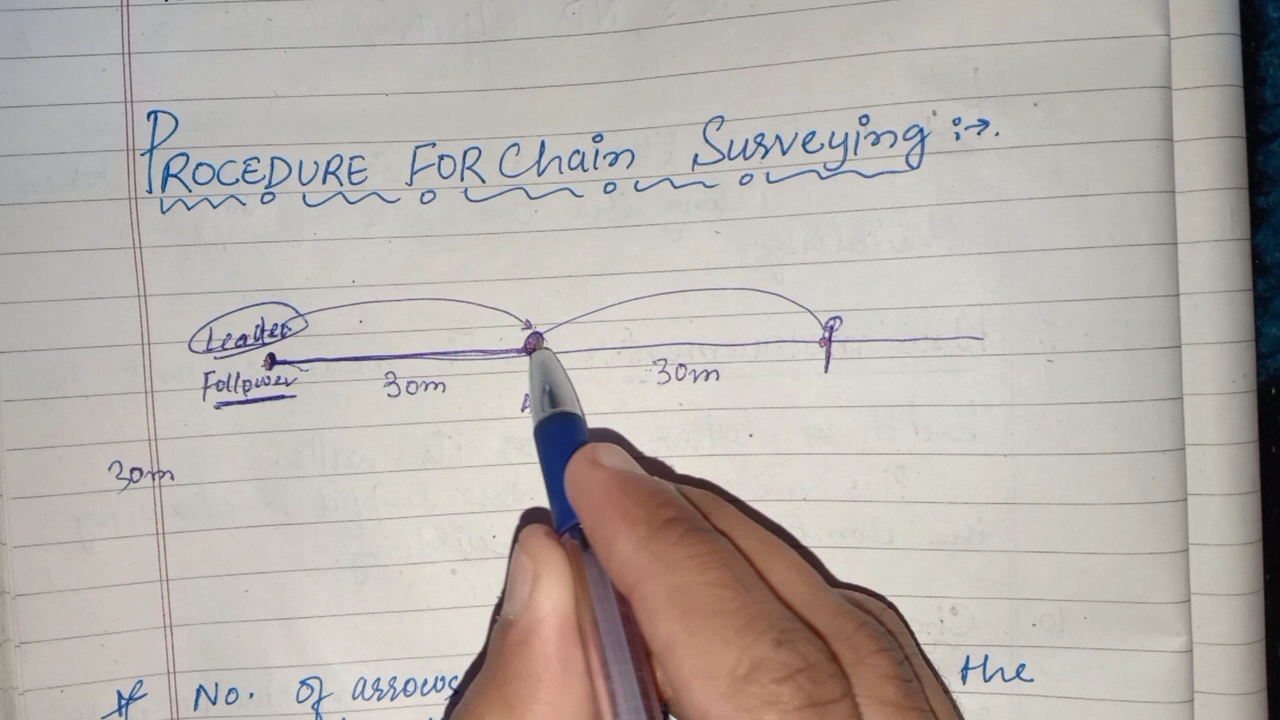 PROCEDURE FOR Chain Surveying :→.
Leader
Follower
30m 30m
30m
* No. of arrows the